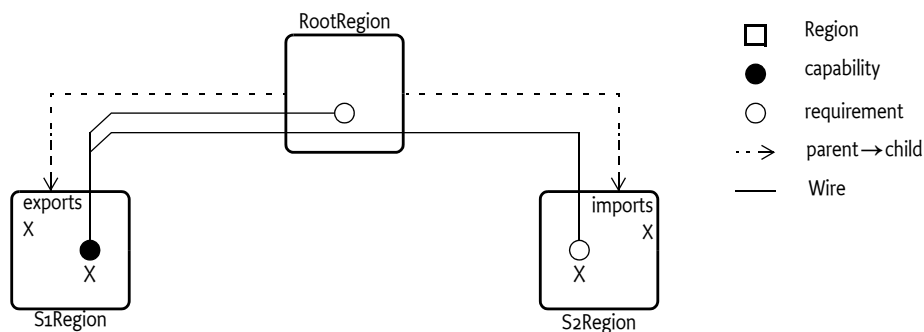 RootRegion
exports
X
X
S1Region
imports
X
X
S2Region
Region
capability
requirement
parent→child
Wire